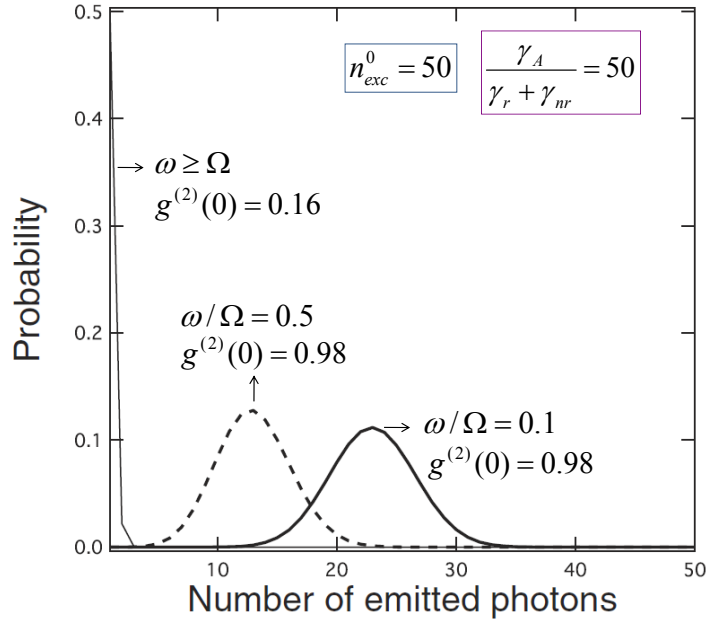 0.5
n⁰_exc = 50
γ_A / (γ_r + γ_nr) = 50
0.4
→ ω ≥ Ω
g⁽²⁾(0) = 0.16
0.3
ω/Ω = 0.5
g⁽²⁾(0) = 0.98
0.2
→ ω/Ω = 0.1
g⁽²⁾(0) = 0.98
0.1
0.0
10 20 30 40 50
Probability
Number of emitted photons